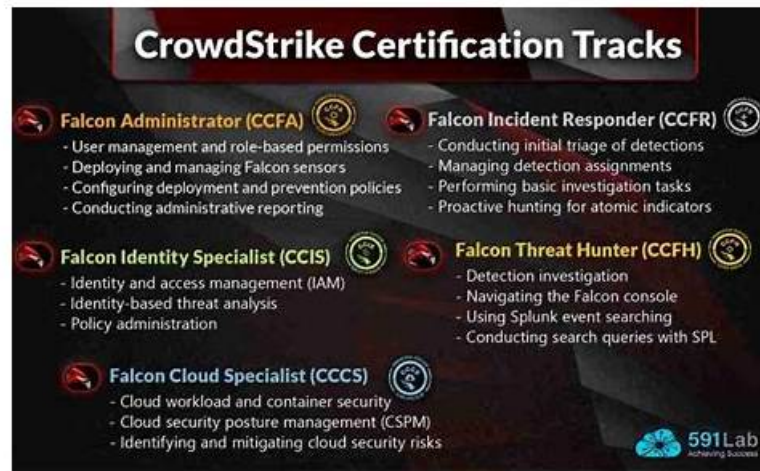 CrowdStrike Certification Tracks
Falcon Administrator (CCFA)
- User management and role-based permissions
- Deploying and managing Falcon sensors
- Configuring deployment and prevention policies
- Conducting administrative reporting
Falcon Incident Responder (CCFR)
- Conducting initial triage of detections
- Managing detection assignments
- Performing basic investigation tasks
- Proactive hunting for atomic indicators
Falcon Identity Specialist (CCIS)
- Identity and access management (IAM)
- Identity-based threat analysis
- Policy administration
Falcon Threat Hunter (CCFH)
- Detection investigation
- Navigating the Falcon console
- Using Splunk event searching
- Conducting search queries with SPL
Falcon Cloud Specialist (CCCS)
- Cloud workload and container security
- Cloud security posture management (CSPM)
- Identifying and mitigating cloud security risks
591Lab
Achieving Success